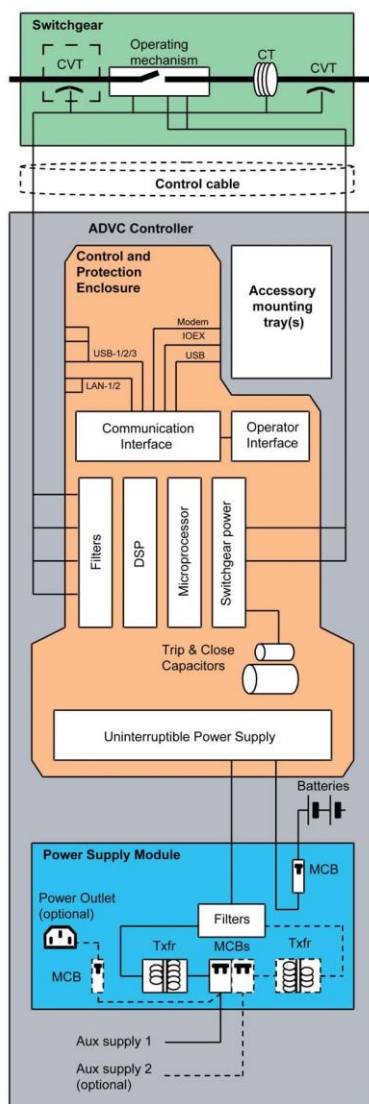 Switchgear
CVT
Operating
mechanism
CT
CVT
Control cable
ADVC Controller
Control and
Protection
Enclosure
Accessory
mounting
tray(s)
Modem
IOEX
USB-1/2/3
USB
LAN-1/2
Communication
Interface
Operator
Interface
Filters
DSP
Microprocessor
Switchgear power
Trip & Close
Capacitors
Uninterruptible Power Supply
Batteries
Power Supply Module
MCB
Power Outlet
(optional)
Filters
Txfr
MCBs
Txfr
MCB
Aux supply 1
Aux supply 2
(optional)